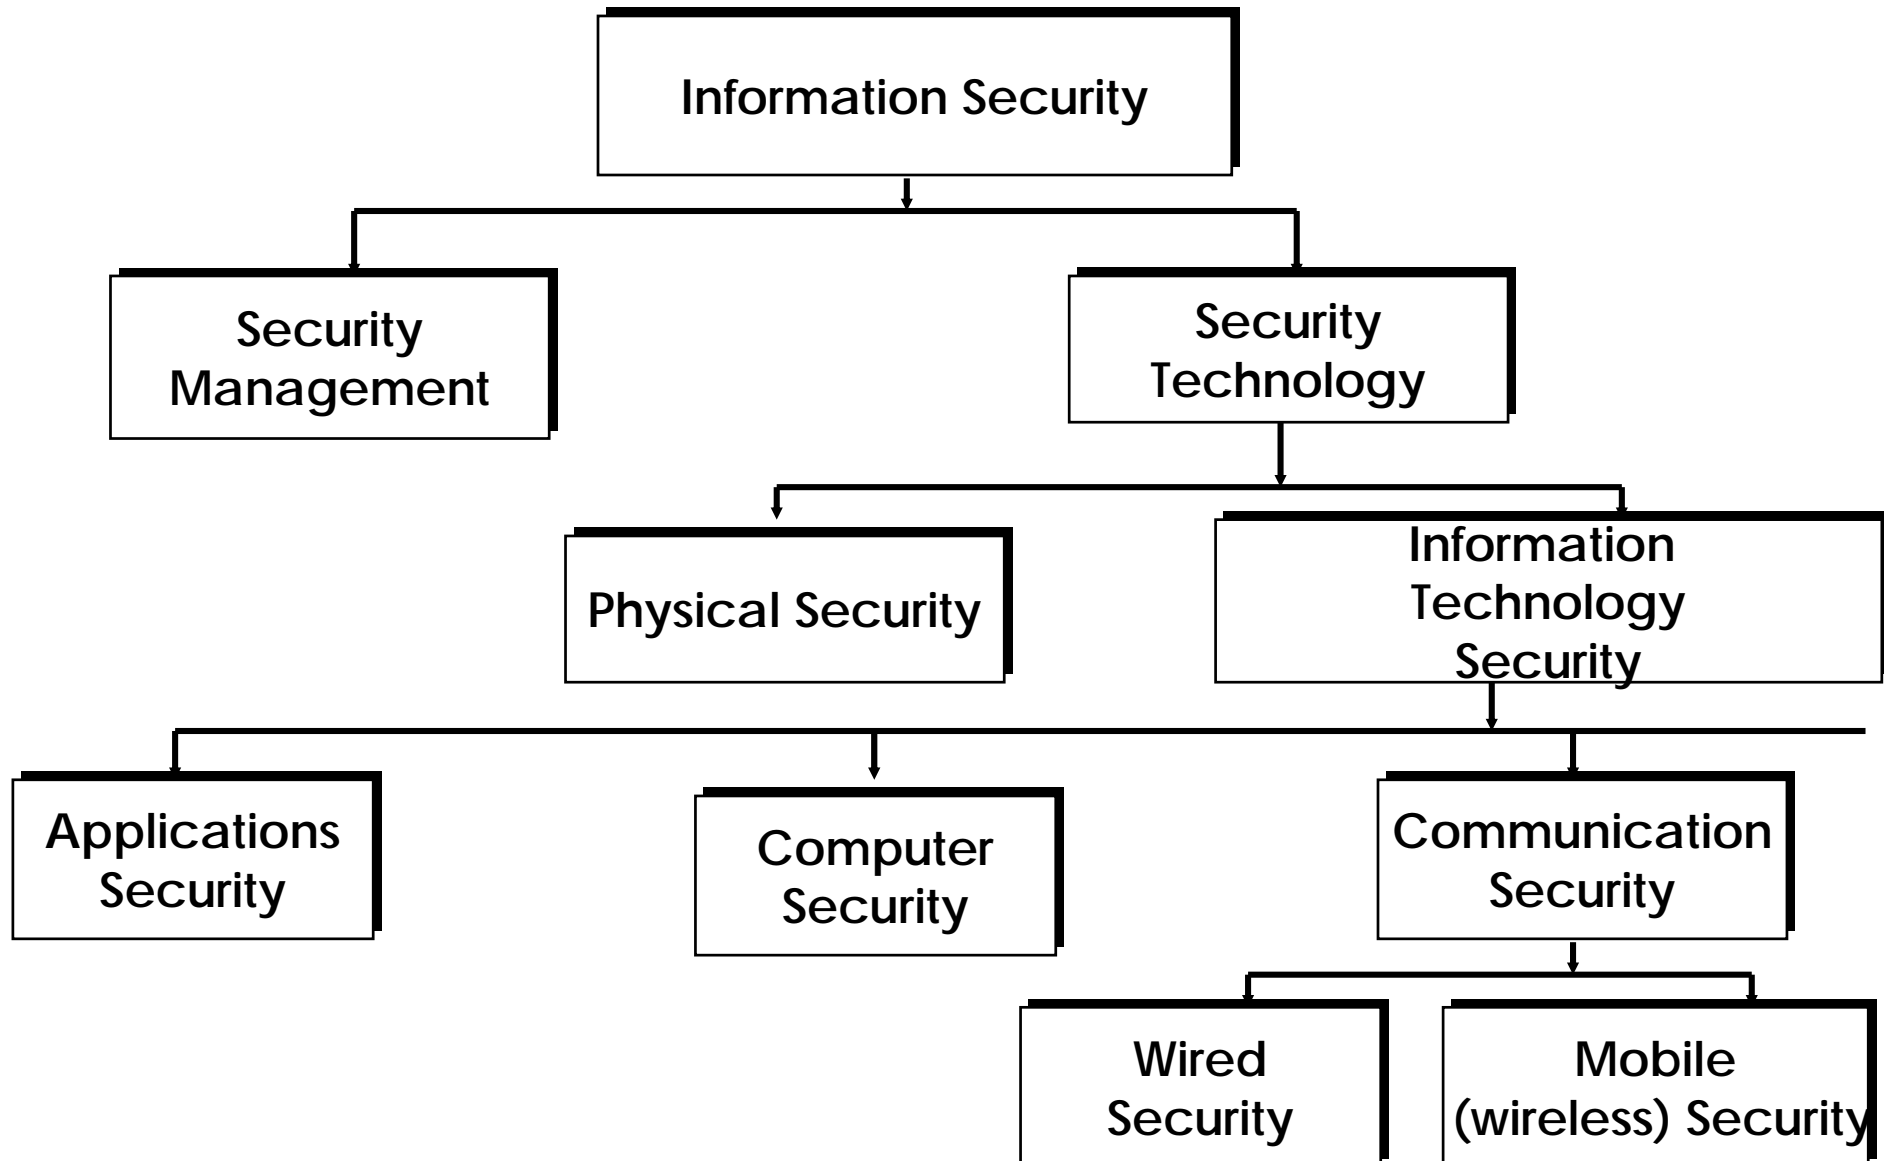 Information Security
Security
Management
Security
Technology
Physical Security
Information
Technology
Security
Applications
Security
Computer
Security
Communication
Security
Wired
Security
Mobile
(wireless) Security